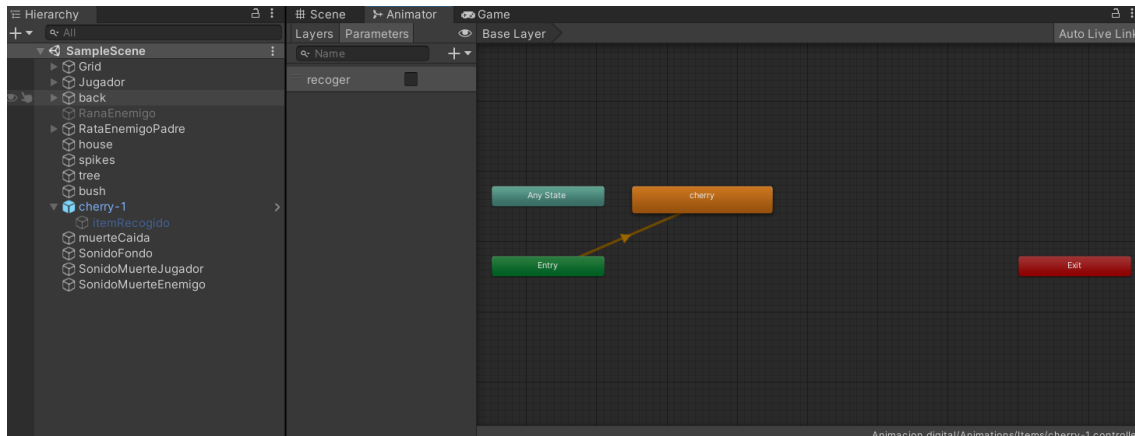 Hierarchy
All
SampleScene
Grid
Jugador
back
RanaEnemigo
RataEnemigoPadre
house
spikes
tree
bush
cherry-1
itemRecogido
muerteCaida
SonidoFondo
SonidoMuerteJugador
SonidoMuerteEnemigo
Scene
Animator
Game
Layers
Parameters
Base Layer
Auto Live Link
Name
recoger
Any State
cherry
Entry
Exit
Animacion digital/Animations/Items/cherry-1.controlle